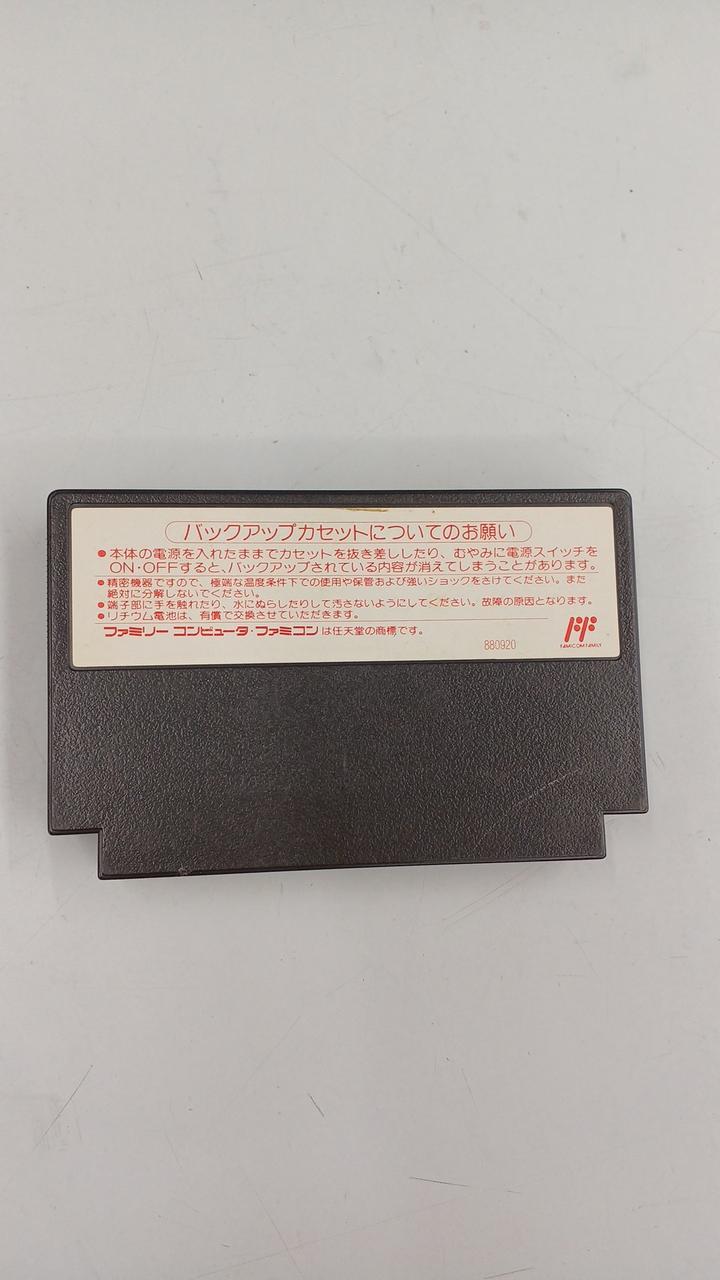 バックアップカセットについてのお願い
●本体の電源を入れたままでカセットを抜き差ししたり、むやみに電源スイッチを
ON・OFFすると、バックアップされている内容が消えてしまうことがあります。
●精密機器ですので、極端な温度条件下での使用や保管および強いショックをさけてください。また
絶対に分解しないでください。
●端子部に手を触れたり、水にぬらしたりして汚さないようにしてください。故障の原因となります。
●リチウム電池は、有償で交換させていただきます。
ファミリー コンピュータ・ファミコンは任天堂の商標です。
880920
FAMICOM FAMILY